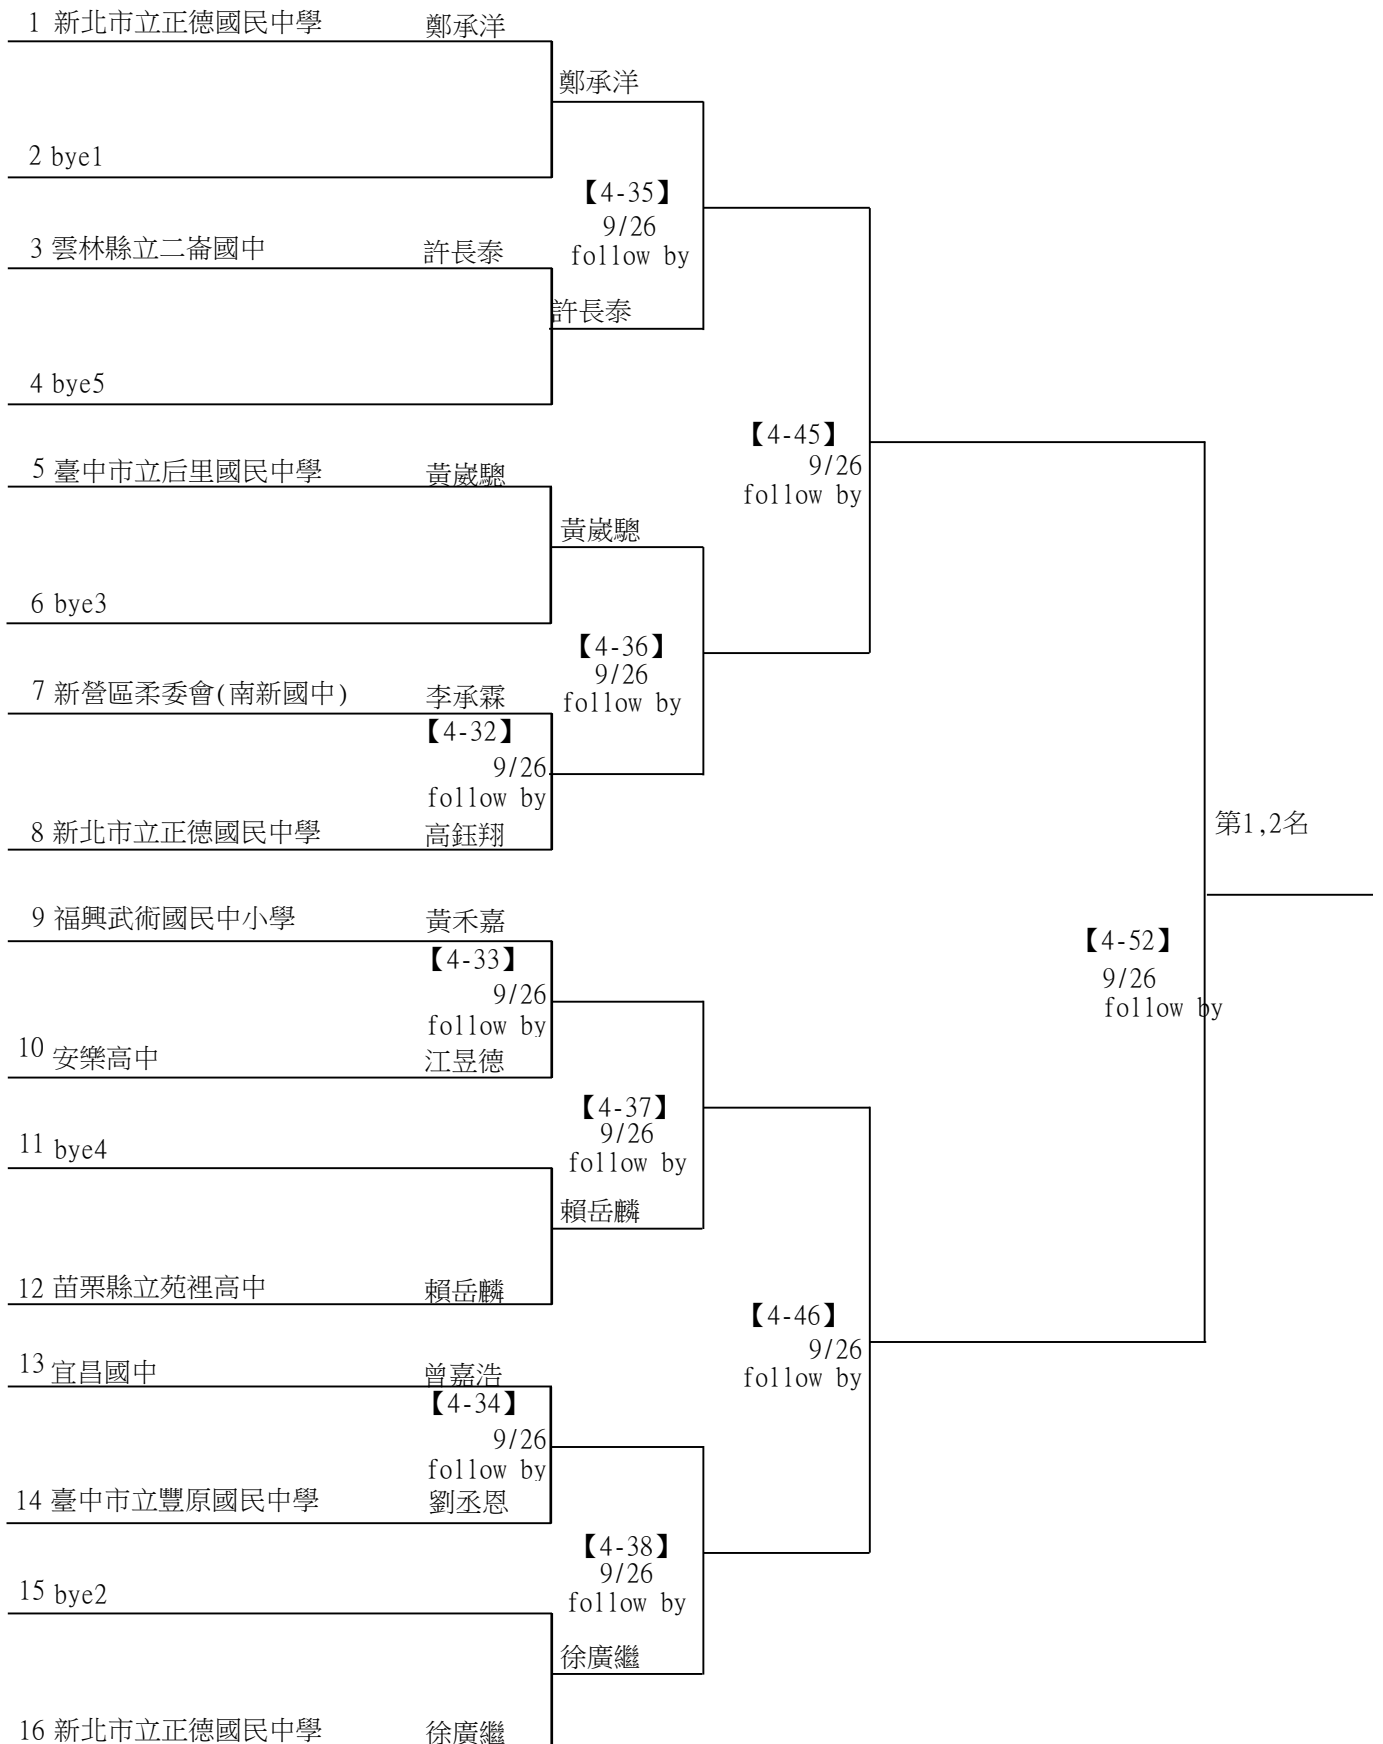 1 新北市立正德國民中學 鄭承洋
鄭承洋
2 bye1
【4-35】
9/26
follow by
3 雲林縣立二崙國中 許長泰
許長泰
4 bye5
【4-45】
9/26
follow by
5 臺中市立后里國民中學 黃崴驄
黃崴驄
6 bye3
【4-36】
9/26
follow by
7 新營區柔委會(南新國中) 李承霖
【4-32】
9/26
follow by
8 新北市立正德國民中學 高鈺翔
第1,2名
9 福興武術國民中小學 黃禾嘉
【4-33】
9/26
follow by
【4-52】
9/26
follow by
10 安樂高中 江昱德
【4-37】
9/26
follow by
11 bye4
賴岳麟
12 苗栗縣立苑裡高中 賴岳麟
【4-46】
9/26
follow by
13 宜昌國中 曾嘉浩
【4-34】
9/26
follow by
14 臺中市立豐原國民中學 劉丞恩
【4-38】
9/26
follow by
15 bye2
徐廣繼
16 新北市立正德國民中學 徐廣繼